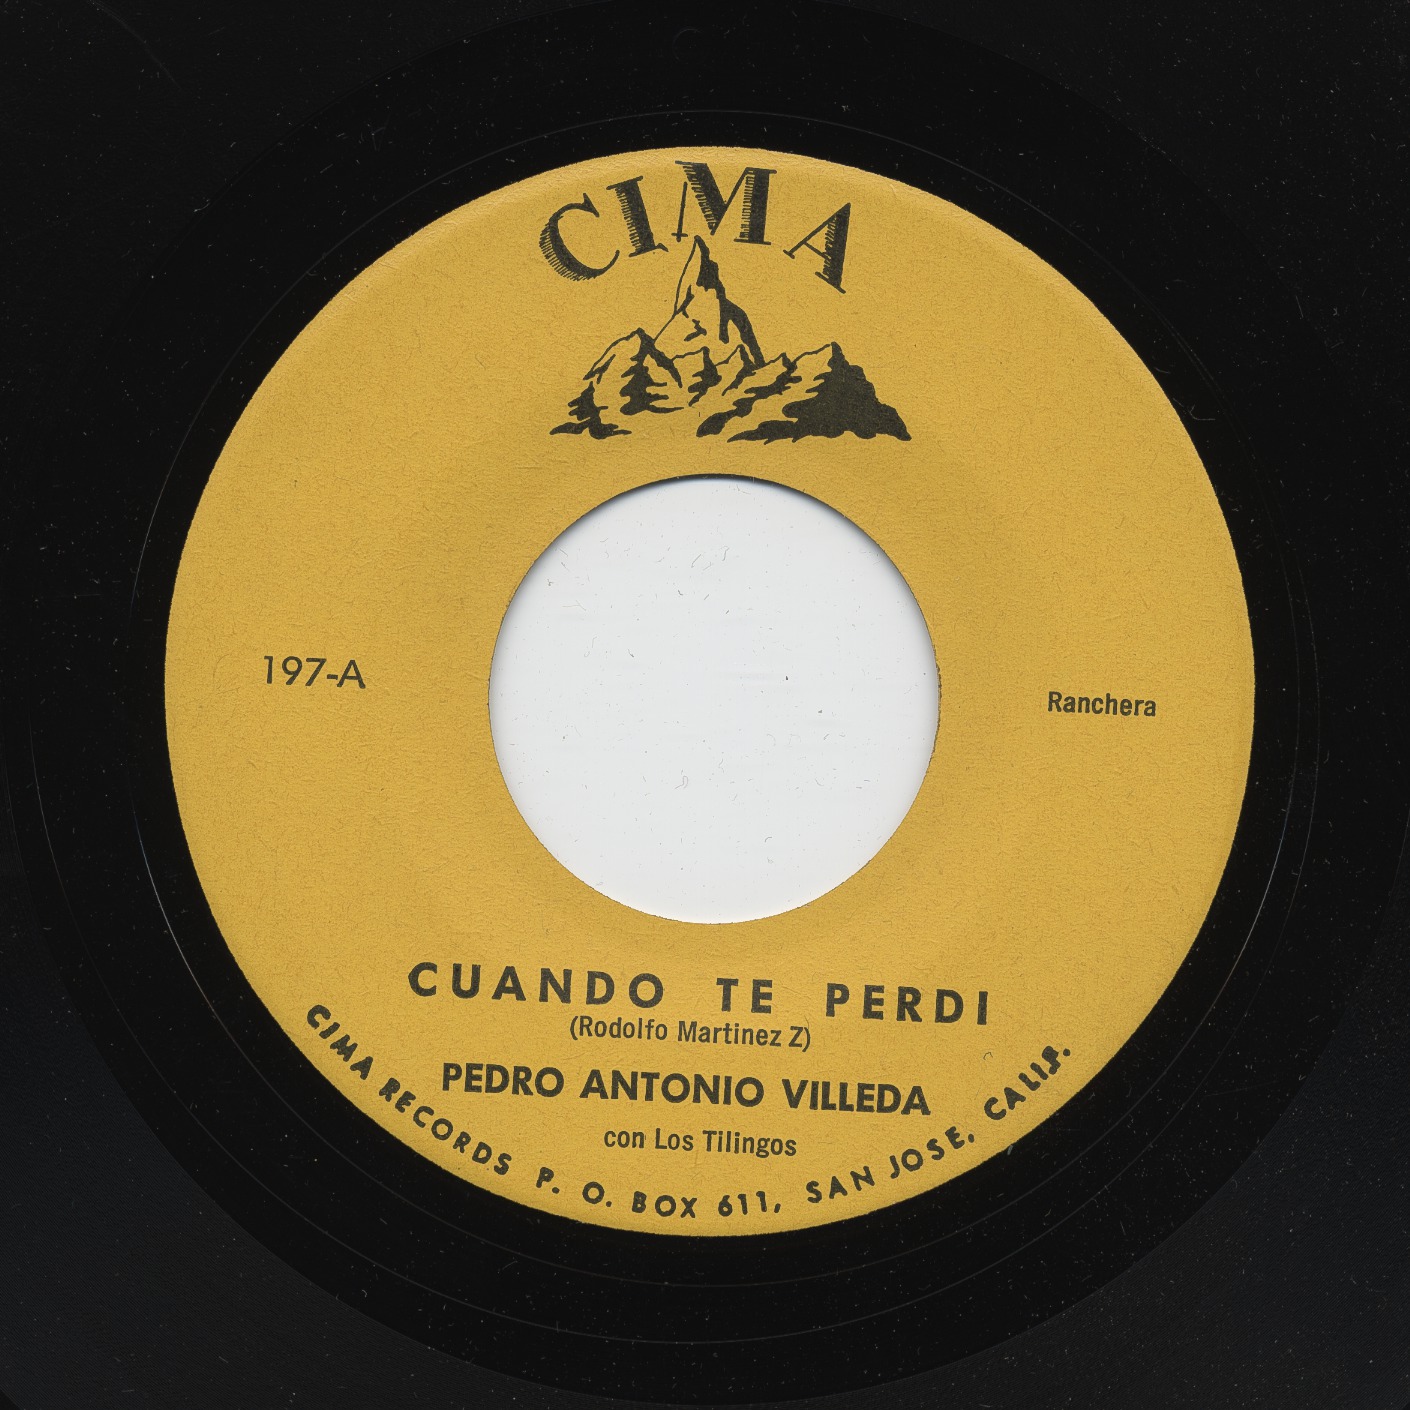 CIMA
197-A
Ranchera
CUANDO TE PERDI
(Rodolfo Martinez Z)
PEDRO ANTONIO VILLEDA
con Los Tilingos
CIMA RECORDS P. O. BOX 611, SAN JOSE, CALIF.